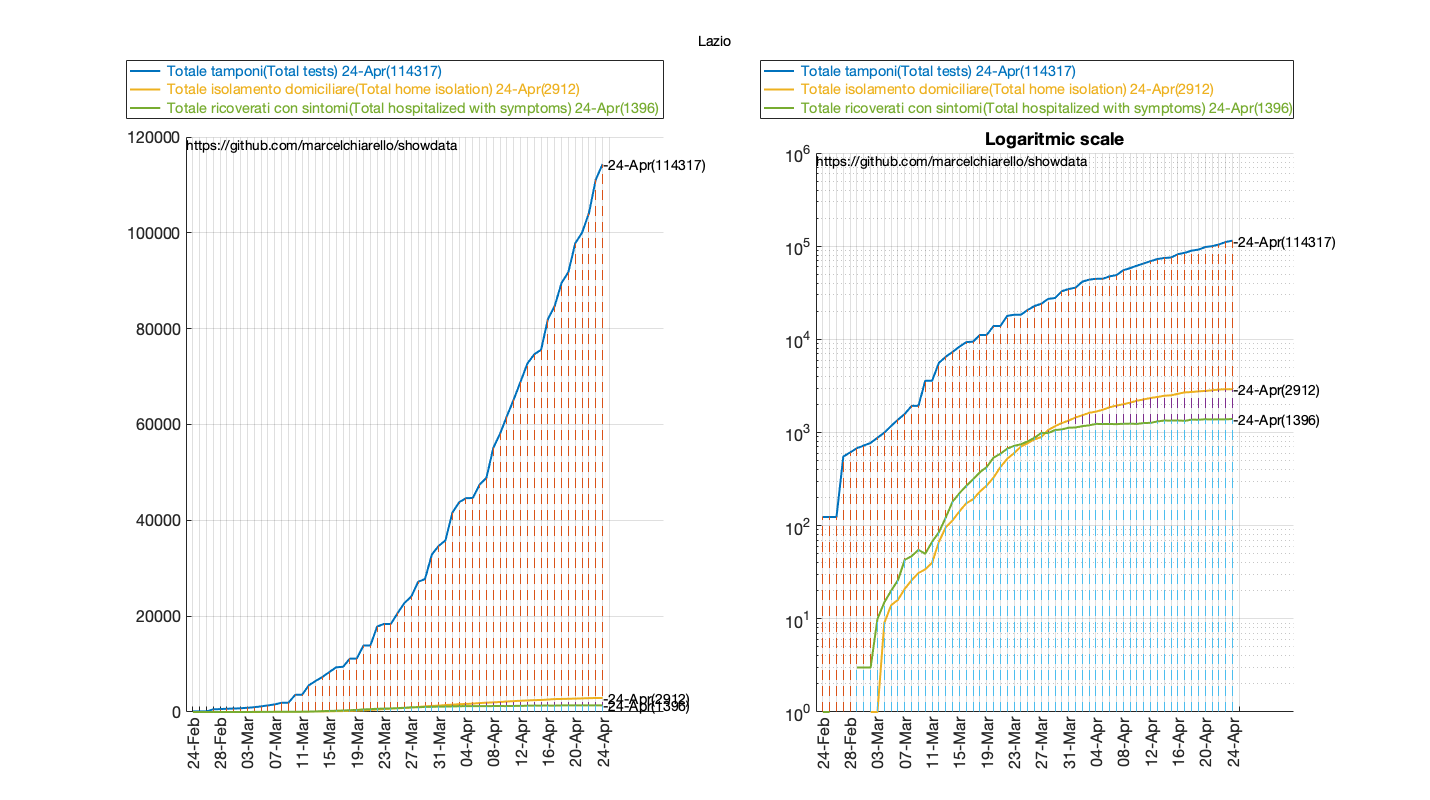 Lazio
Totale tamponi(Total tests) 24-Apr(114317)
Totale isolamento domiciliare(Total home isolation) 24-Apr(2912)
Totale ricoverati con sintomi(Total hospitalized with symptoms) 24-Apr(1396)
120000
https://github.com/marcelchiarello/showdata
-24-Apr(114317)
100000
80000
60000
40000
20000
-24-Apr(2912)
-24-Apr(1396)
0
24-Feb
28-Feb
03-Mar
07-Mar
11-Mar
15-Mar
19-Mar
23-Mar
27-Mar
31-Mar
04-Apr
08-Apr
12-Apr
16-Apr
20-Apr
24-Apr
Totale tamponi(Total tests) 24-Apr(114317)
Totale isolamento domiciliare(Total home isolation) 24-Apr(2912)
Totale ricoverati con sintomi(Total hospitalized with symptoms) 24-Apr(1396)
Logaritmic scale
10^6
https://github.com/marcelchiarello/showdata
10^5
-24-Apr(114317)
10^4
-24-Apr(2912)
10^3
-24-Apr(1396)
10^2
10^1
10^0
24-Feb
28-Feb
03-Mar
07-Mar
11-Mar
15-Mar
19-Mar
23-Mar
27-Mar
31-Mar
04-Apr
08-Apr
12-Apr
16-Apr
20-Apr
24-Apr